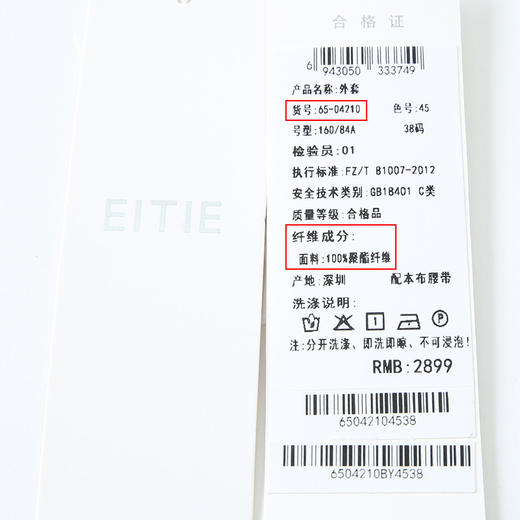 EITIE
合格证
6 943050 333749
产品名称:外套
货号:65-04210 色号:45
号型:160/84A 38码
检验员:01
执行标准:FZ/T 81007-2012
安全技术类别:GB18401 C类
质量等级:合格品
纤维成分:
面料:100%聚酯纤维
产地:深圳 配本布腰带
洗涤说明:
P
注:分开洗涤、即洗即晾、不可浸泡!
RMB:2899
65042104538
6504210BY4538